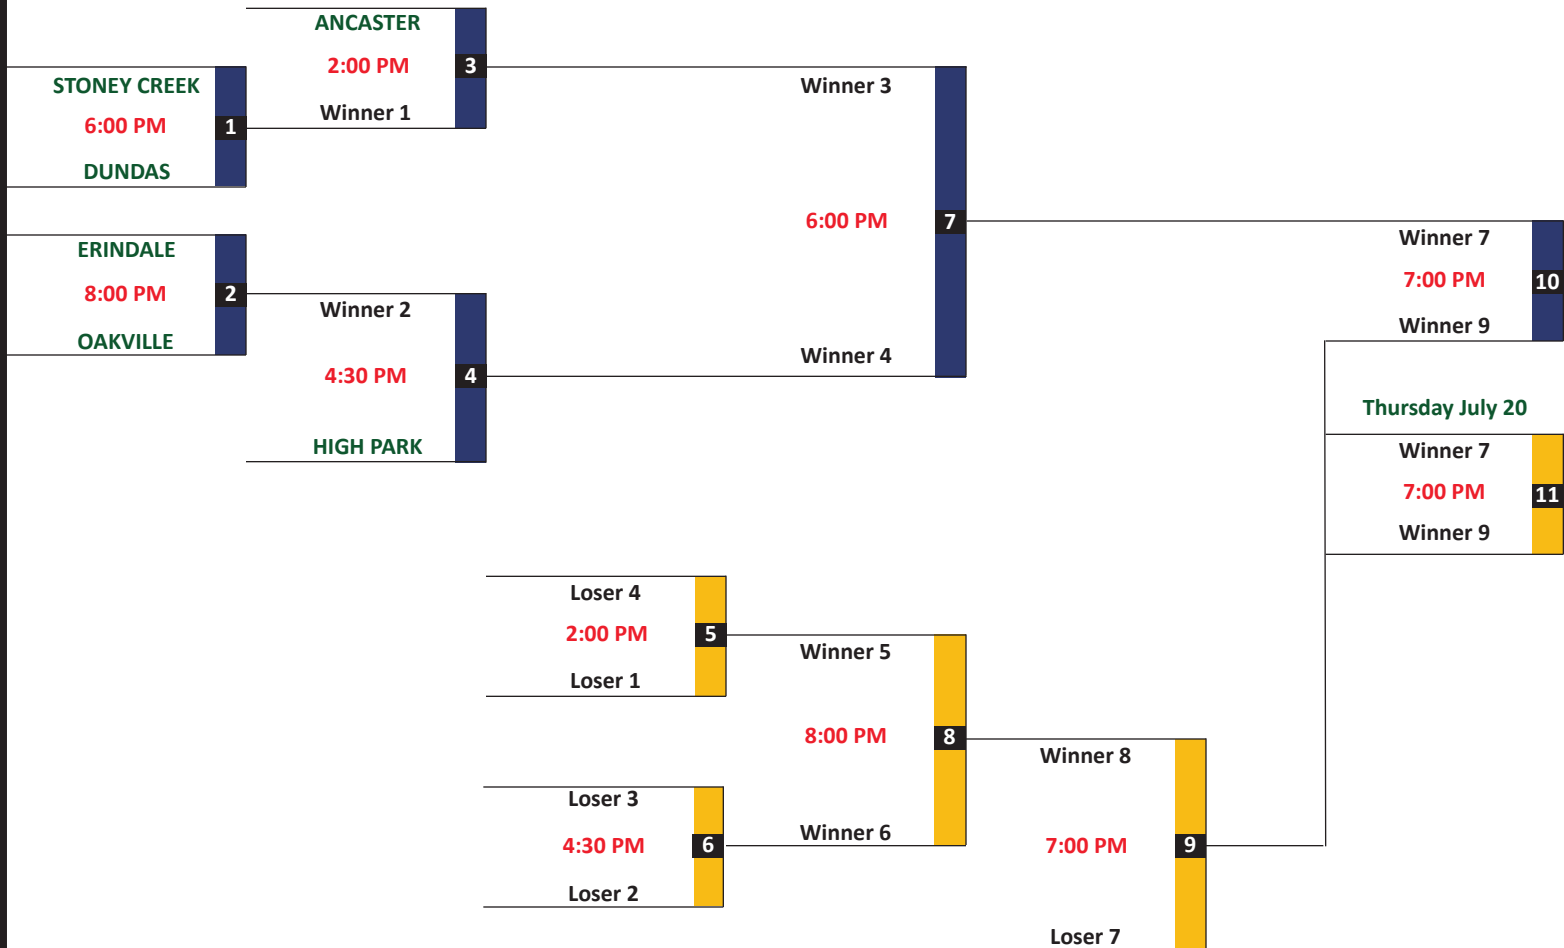 ANCASTER
2:00 PM
3
Winner 1
STONEY CREEK
6:00 PM
1
DUNDAS
ERINDALE
8:00 PM
2
OAKVILLE
Winner 2
4:30 PM
4
HIGH PARK
Winner 3
6:00 PM
7
Winner 4
Winner 7
7:00 PM
10
Winner 9
Thursday July 20
Winner 7
7:00 PM
11
Winner 9
Loser 4
2:00 PM
5
Loser 1
Loser 3
4:30 PM
6
Loser 2
Winner 5
8:00 PM
8
Winner 6
Winner 8
7:00 PM
9
Loser 7